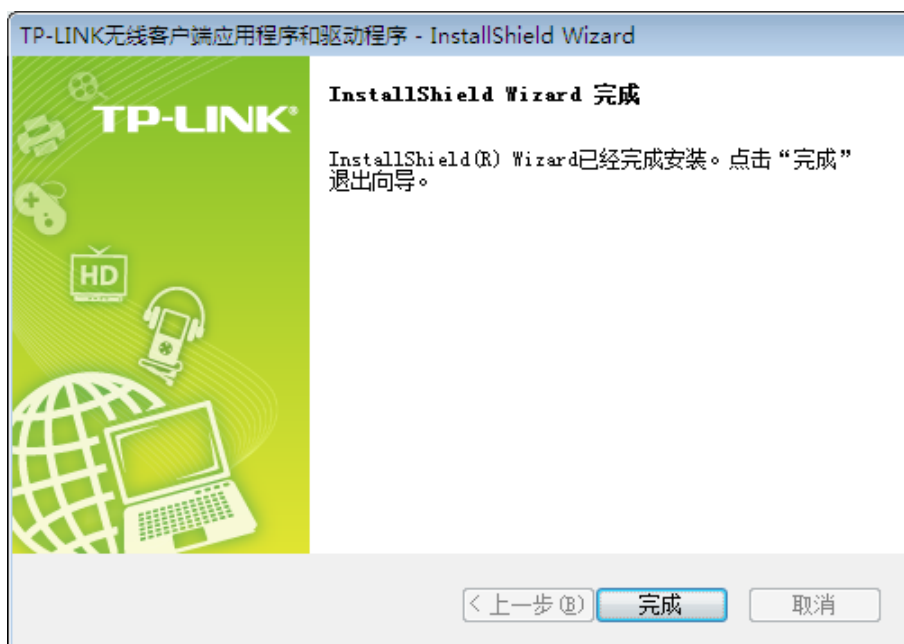 TP-LINK无线客户端应用程序和驱动程序 - InstallShield Wizard
TP-LINK®
HD
InstallShield Wizard 完成
InstallShield(R) Wizard已经完成安装。点击“完成”
退出向导。
< 上一步(B)
完成
取消